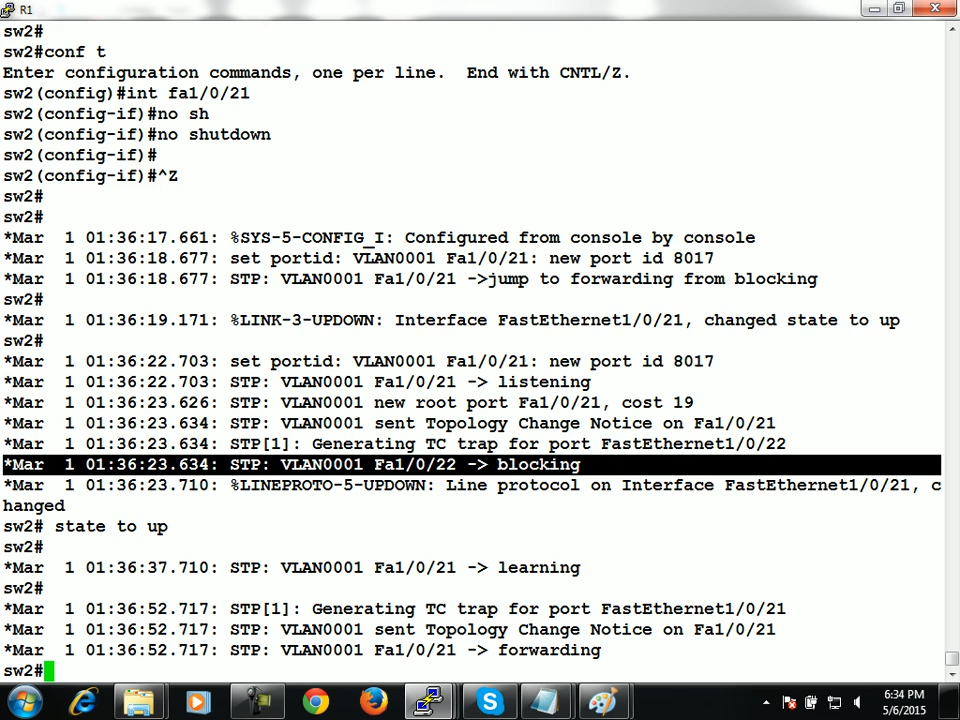 R1
sw2#
sw2#conf t
Enter configuration commands, one per line.  End with CNTL/Z.
sw2(config)#int fa1/0/21
sw2(config-if)#no sh
sw2(config-if)#no shutdown
sw2(config-if)#
sw2(config-if)#^Z
sw2#
sw2#
*Mar  1 01:36:17.661: %SYS-5-CONFIG_I: Configured from console by console
*Mar  1 01:36:18.677: set portid: VLAN0001 Fa1/0/21: new port id 8017
*Mar  1 01:36:18.677: STP: VLAN0001 Fa1/0/21 ->jump to forwarding from blocking
sw2#
*Mar  1 01:36:19.171: %LINK-3-UPDOWN: Interface FastEthernet1/0/21, changed state to up
sw2#
*Mar  1 01:36:22.703: set portid: VLAN0001 Fa1/0/21: new port id 8017
*Mar  1 01:36:22.703: STP: VLAN0001 Fa1/0/21 -> listening
*Mar  1 01:36:23.626: STP: VLAN0001 new root port Fa1/0/21, cost 19
*Mar  1 01:36:23.634: STP: VLAN0001 sent Topology Change Notice on Fa1/0/21
*Mar  1 01:36:23.634: STP[1]: Generating TC trap for port FastEthernet1/0/22
*Mar  1 01:36:23.634: STP: VLAN0001 Fa1/0/22 -> blocking
*Mar  1 01:36:23.710: %LINEPROTO-5-UPDOWN: Line protocol on Interface FastEthernet1/0/21, c
hanged
sw2# state to up
sw2#
*Mar  1 01:36:37.710: STP: VLAN0001 Fa1/0/21 -> learning
sw2#
*Mar  1 01:36:52.717: STP[1]: Generating TC trap for port FastEthernet1/0/21
*Mar  1 01:36:52.717: STP: VLAN0001 sent Topology Change Notice on Fa1/0/21
*Mar  1 01:36:52.717: STP: VLAN0001 Fa1/0/21 -> forwarding
sw2#
6:34 PM
5/6/2015